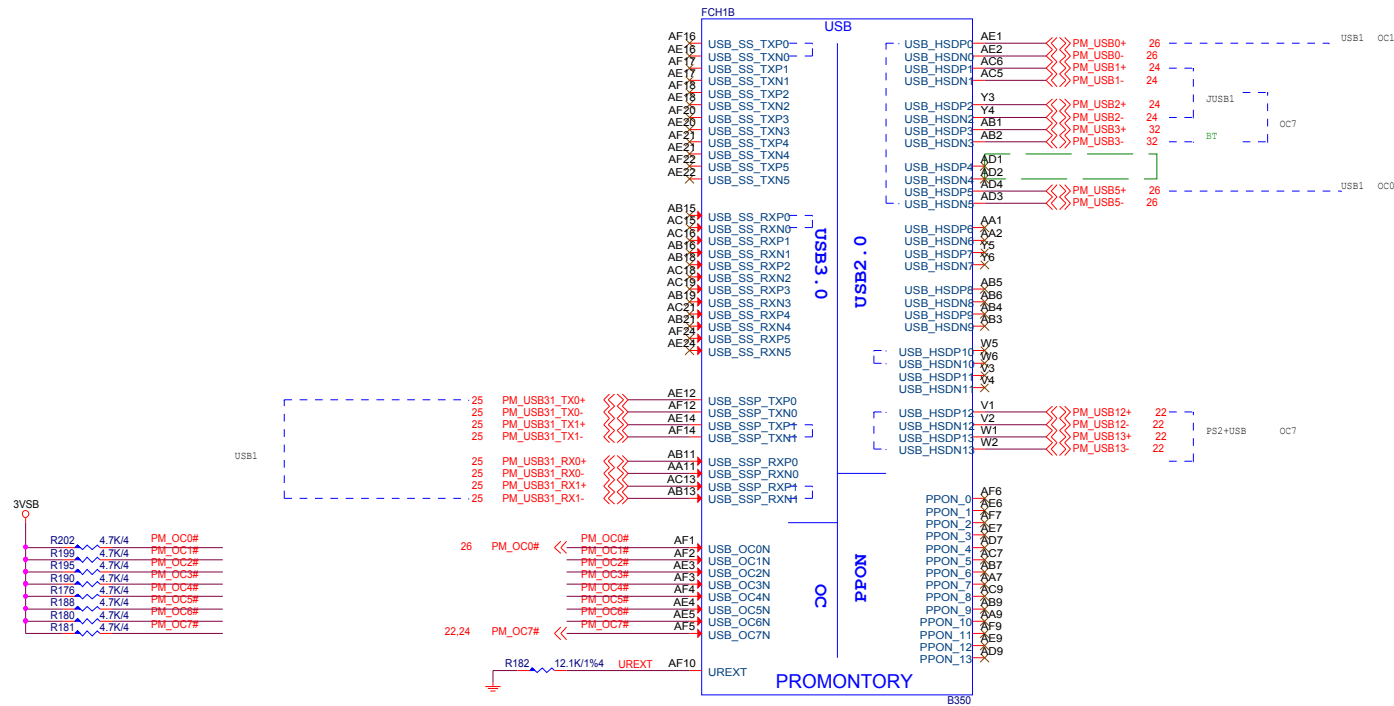 FCH1B
USB
AF16 USB_SS_TXP0
AE16 USB_SS_TXN0
AF17 USB_SS_TXP1
AE17 USB_SS_TXN1
AF18 USB_SS_TXP2
AE18 USB_SS_TXN2
AF20 USB_SS_TXP3
AE20 USB_SS_TXN3
AF21 USB_SS_TXP4
AE21 USB_SS_TXN4
AF22 USB_SS_TXP5
AE22 USB_SS_TXN5
AB15 USB_SS_RXP0
AC15 USB_SS_RXN0
AC16 USB_SS_RXP1
AB16 USB_SS_RXN1
AB18 USB_SS_RXP2
AC18 USB_SS_RXN2
AC19 USB_SS_RXP3
AB19 USB_SS_RXN3
AC21 USB_SS_RXP4
AB21 USB_SS_RXN4
AF24 USB_SS_RXP5
AE24 USB_SS_RXN5
USB3.0
USB2.0
USB_HSDP0 AE1 PM_USB0+ 26 USB1 OC1
USB_HSDN0 AE2 PM_USB0- 26
USB_HSDP1 AC6 PM_USB1+ 24
USB_HSDN1 AC5 PM_USB1- 24
JUSB1
USB_HSDP2 Y3 PM_USB2+ 24
USB_HSDN2 Y4 PM_USB2- 24
OC7
USB_HSDP3 AB1 PM_USB3+ 32
BT
USB_HSDN3 AB2 PM_USB3- 32
USB_HSDP4 AD1
USB_HSDN4 AD2
USB_HSDP5 AD4 PM_USB5+ 26 USB1 OC0
USB_HSDN5 AD3 PM_USB5- 26
USB_HSDP6 AA1
USB_HSDN6 AA2
USB_HSDP7 Y5
USB_HSDN7 Y6
USB_HSDP8 AB5
USB_HSDN8 AB6
USB_HSDP9 AB4
USB_HSDN9 AB3
USB_HSDP10 W5
USB_HSDN10 W6
USB_HSDP11 V3
USB_HSDN11 V4
USB_HSDP12 V1 PM_USB12+ 22
USB_HSDN12 V2 PM_USB12- 22
PS2+USB OC7
USB_HSDP13 W1 PM_USB13+ 22
USB_HSDN13 W2 PM_USB13- 22
25 PM_USB31_TX0+ AE12 USB_SSP_TXP0
25 PM_USB31_TX0- AF12 USB_SSP_TXN0
25 PM_USB31_TX1+ AE14 USB_SSP_TXP1
25 PM_USB31_TX1- AF14 USB_SSP_TXN1
USB1
25 PM_USB31_RX0+ AB11 USB_SSP_RXP0
25 PM_USB31_RX0- AA11 USB_SSP_RXN0
25 PM_USB31_RX1+ AC13 USB_SSP_RXP1
25 PM_USB31_RX1- AB13 USB_SSP_RXN1
3VSB
R202 4.7K/4 PM_OC0#
R199 4.7K/4 PM_OC1#
R195 4.7K/4 PM_OC2#
R190 4.7K/4 PM_OC3#
R176 4.7K/4 PM_OC4#
R188 4.7K/4 PM_OC5#
R180 4.7K/4 PM_OC6#
R181 4.7K/4 PM_OC7#
26 PM_OC0# PM_OC0# AF1 USB_OC0N
PM_OC1# AF2 USB_OC1N
PM_OC2# AE3 USB_OC2N
PM_OC3# AF3 USB_OC3N
PM_OC4# AF4 USB_OC4N
PM_OC5# AE4 USB_OC5N
PM_OC6# AE5 USB_OC6N
22,24 PM_OC7# PM_OC7# AF5 USB_OC7N
OC
PPON
PPON_0 AF6
PPON_1 AE6
PPON_2 AF7
PPON_3 AE7
PPON_4 AD7
PPON_5 AC7
PPON_6 AB7
PPON_7 AA7
PPON_8 AC9
PPON_9 AB9
PPON_10 AA9
PPON_11 AF9
PPON_12 AE9
PPON_13 AD9
R182 12.1K/1%4 UREXT AF10 UREXT
PROMONTORY
B350